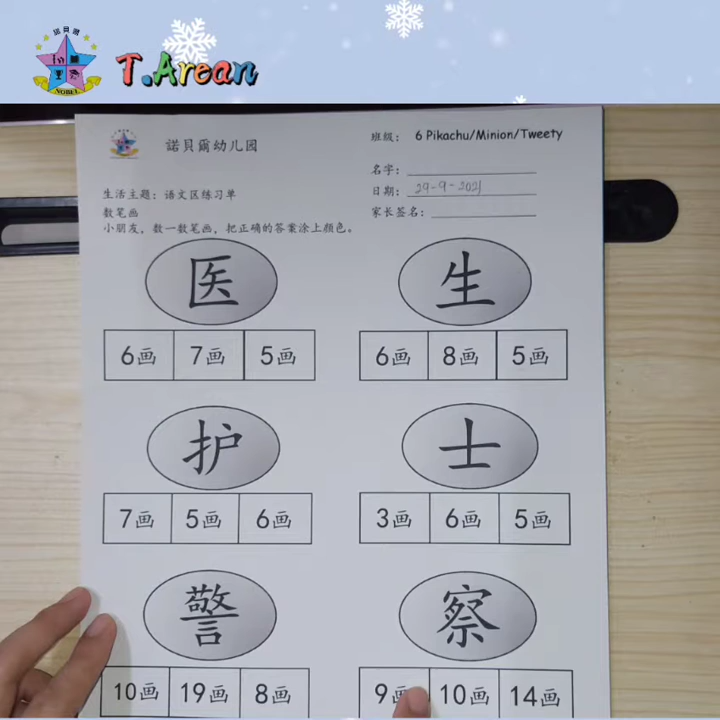 諾貝爾
NOBEL
T.Arean
諾貝爾幼儿园
班级: 6 Pikachu/Minion/Tweety
名字:
日期: 29-9-2021
家长签名:
生活主题: 语文区练习单
数笔画
小朋友，数一数笔画，把正确的答案涂上颜色。
医 生
6画 7画 5画 6画 8画 5画
护 士
7画 5画 6画 3画 6画 5画
警 察
10画 19画 8画 9画 10画 14画